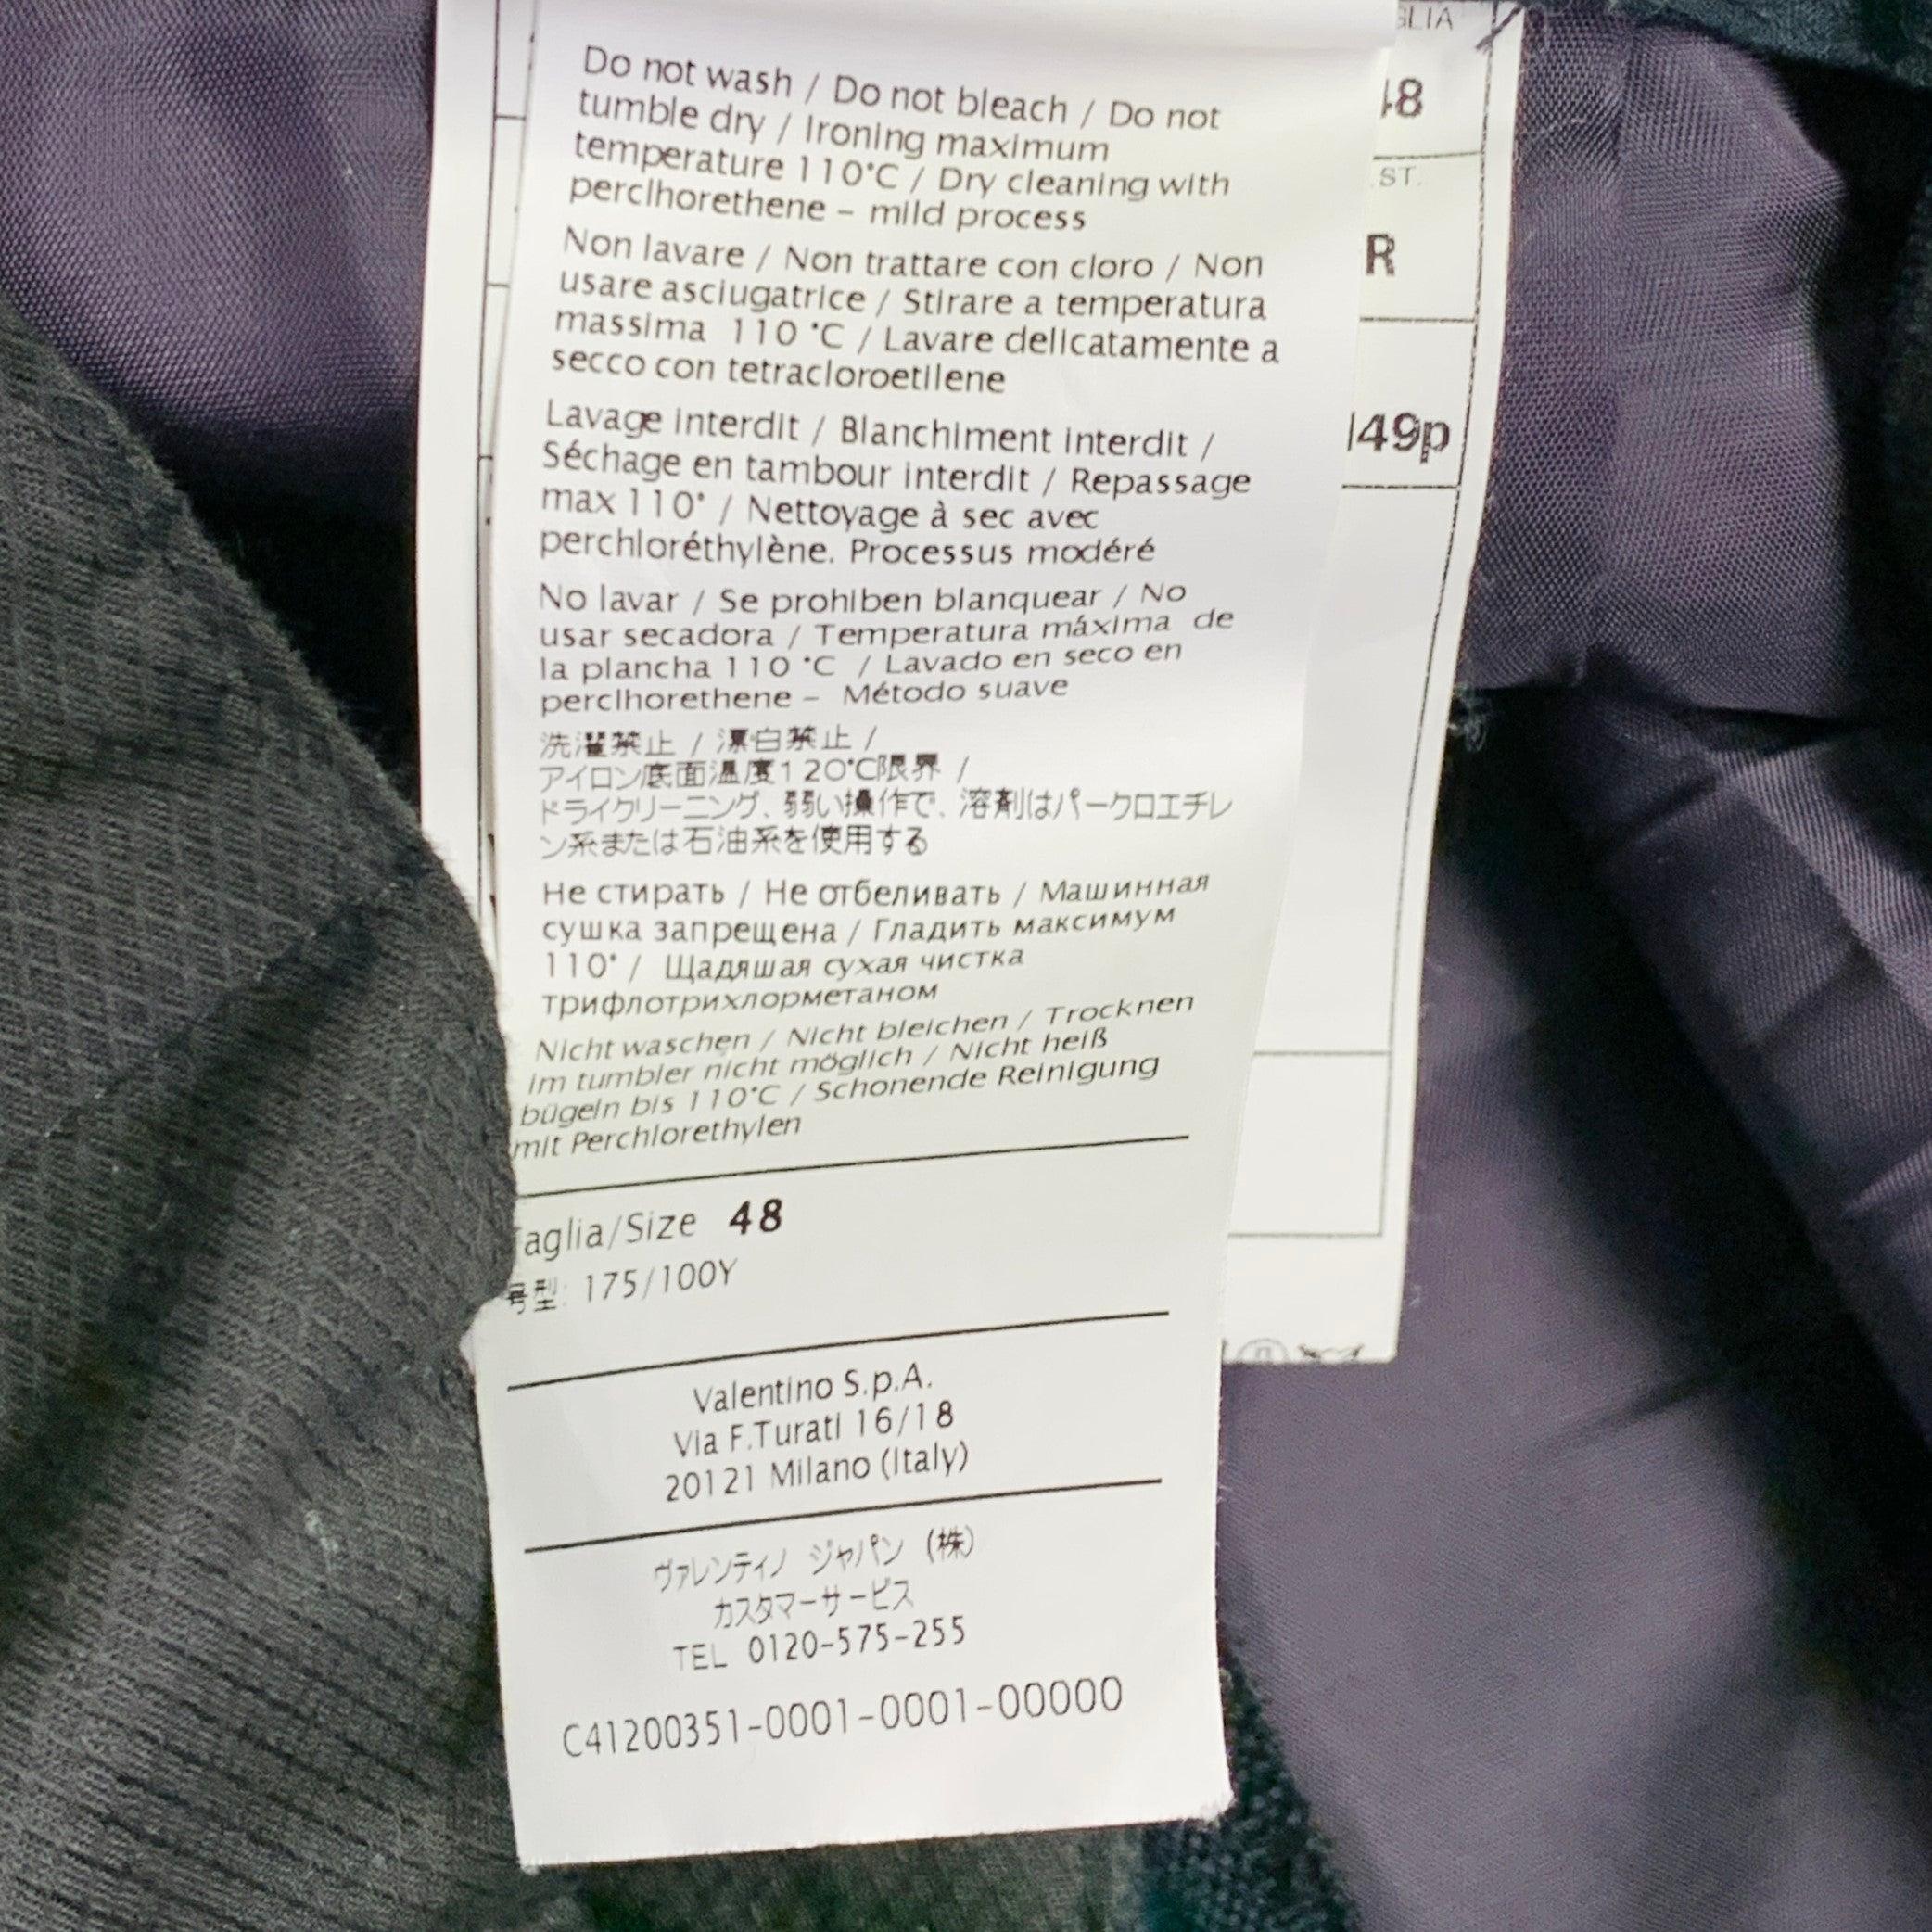 Do not wash / Do not bleach / Do not
tumble dry / Ironing maximum
temperature 110°C / Dry cleaning with
perclhorethene – mild process
Non lavare / Non trattare con cloro / Non
usare asciugatrice / Stirare a temperatura
massima 110 °C / Lavare delicatamente a
secco con tetracloroetilene
Lavage interdit / Blanchiment interdit /
Séchage en tambour interdit / Repassage
max 110° / Nettoyage à sec avec
perchloréthylène. Processus modéré
No lavar / Se prohiben blanquear / No
usar secadora / Temperatura máxima de
la plancha 110 °C / Lavado en seco en
perclhorethene – Método suave
洗濯禁止 / 漂白禁止 /
アイロン底面温度120℃限界 /
ドライクリーニング、弱い操作で、溶剤はパークロエチレ
ン系または石油系を使用する
Не стирать / Не отбеливать / Машинная
сушка запрещена / Гладить максимум
110° / Щадяшая сухая чистка
трифлотрихлорметаном
Nicht waschen / Nicht bleichen / Trocknen
im tumbler nicht möglich / Nicht heiß
bügeln bis 110°C / Schonende Reinigung
mit Perchlorethylen
Taglia/Size 48
号型: 175/100Y
Valentino S.p.A.
Via F.Turati 16/18
20121 Milano (Italy)
ヴァレンティノ ジャパン (株)
カスタマーサービス
TEL 0120-575-255
C41200351-0001-0001-00000
GLIA
48
.ST.
R
49p